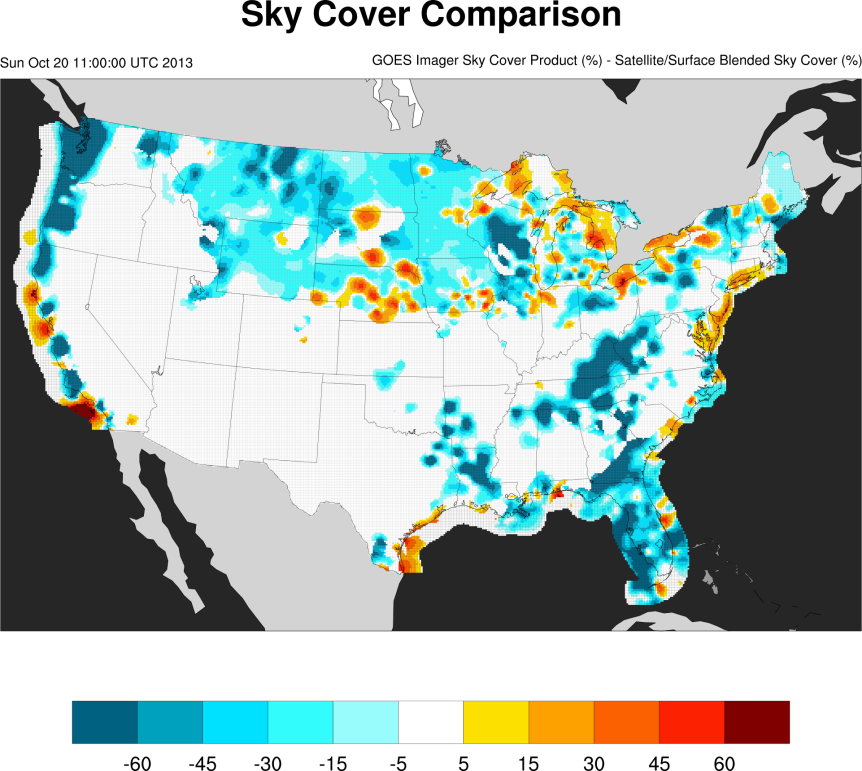 Sky Cover Comparison
Sun Oct 20 11:00:00 UTC 2013
GOES Imager Sky Cover Product (%) - Satellite/Surface Blended Sky Cover (%)
-60 -45 -30 -15 -5 5 15 30 45 60